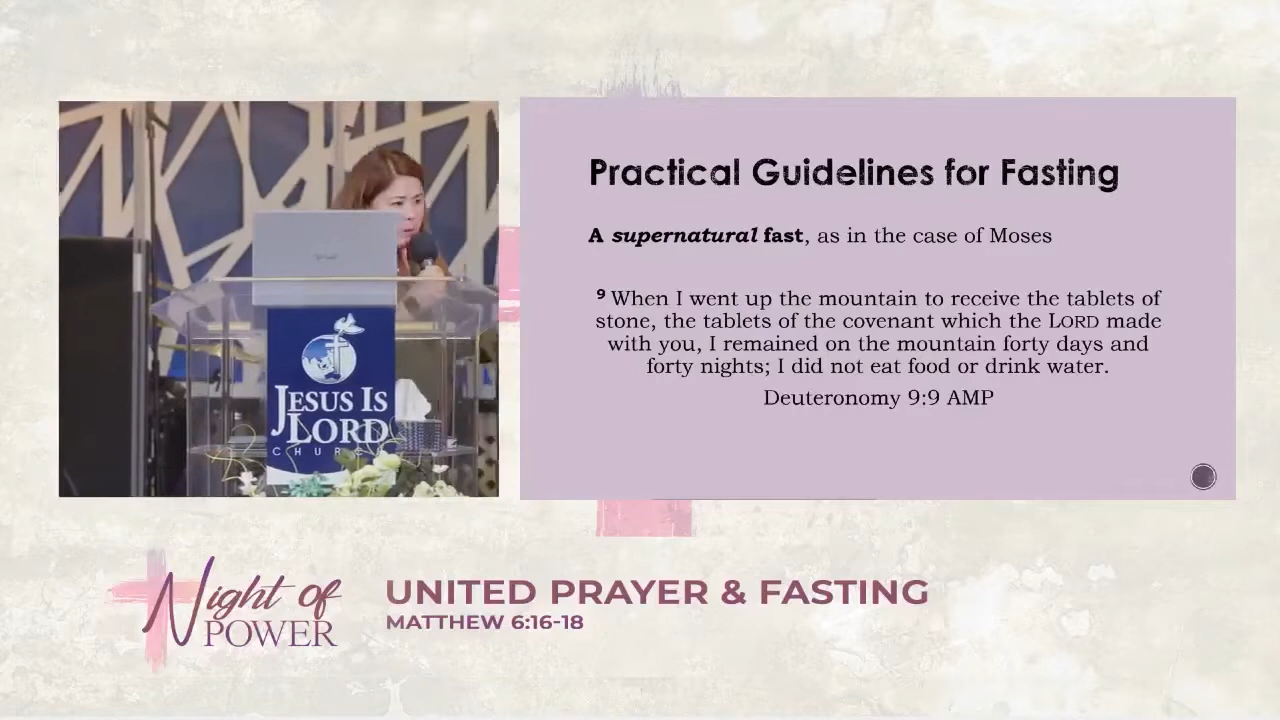 Practical Guidelines for Fasting
A supernatural fast, as in the case of Moses
9 When I went up the mountain to receive the tablets of
stone, the tablets of the covenant which the LORD made
with you, I remained on the mountain forty days and
forty nights; I did not eat food or drink water.
Deuteronomy 9:9 AMP
JESUS IS
LORD
CHURCH
Night of
POWER
UNITED PRAYER & FASTING
MATTHEW 6:16-18